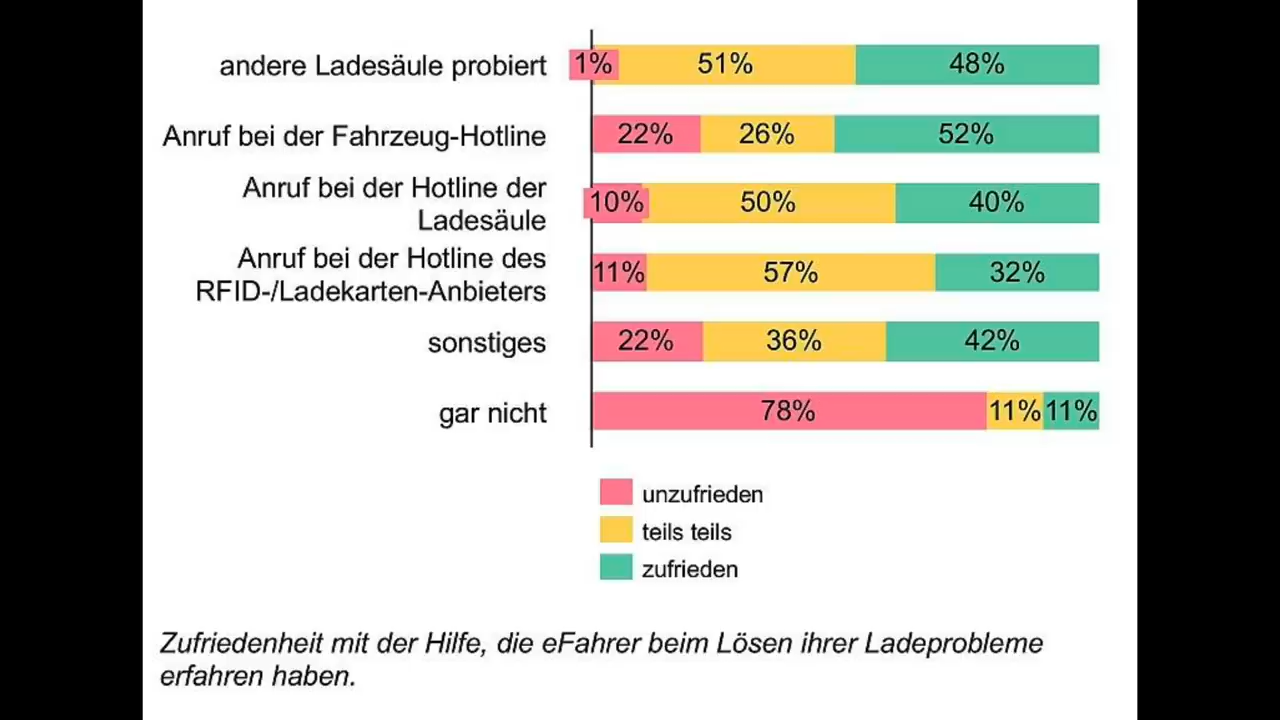 andere Ladesäule probiert 1% 51% 48%
Anruf bei der Fahrzeug-Hotline 22% 26% 52%
Anruf bei der Hotline der
Ladesäule 10% 50% 40%
Anruf bei der Hotline des
RFID-/Ladekarten-Anbieters 11% 57% 32%
sonstiges 22% 36% 42%
gar nicht 78% 11% 11%
unzufrieden
teils teils
zufrieden
Zufriedenheit mit der Hilfe, die eFahrer beim Lösen ihrer Ladeprobleme
erfahren haben.